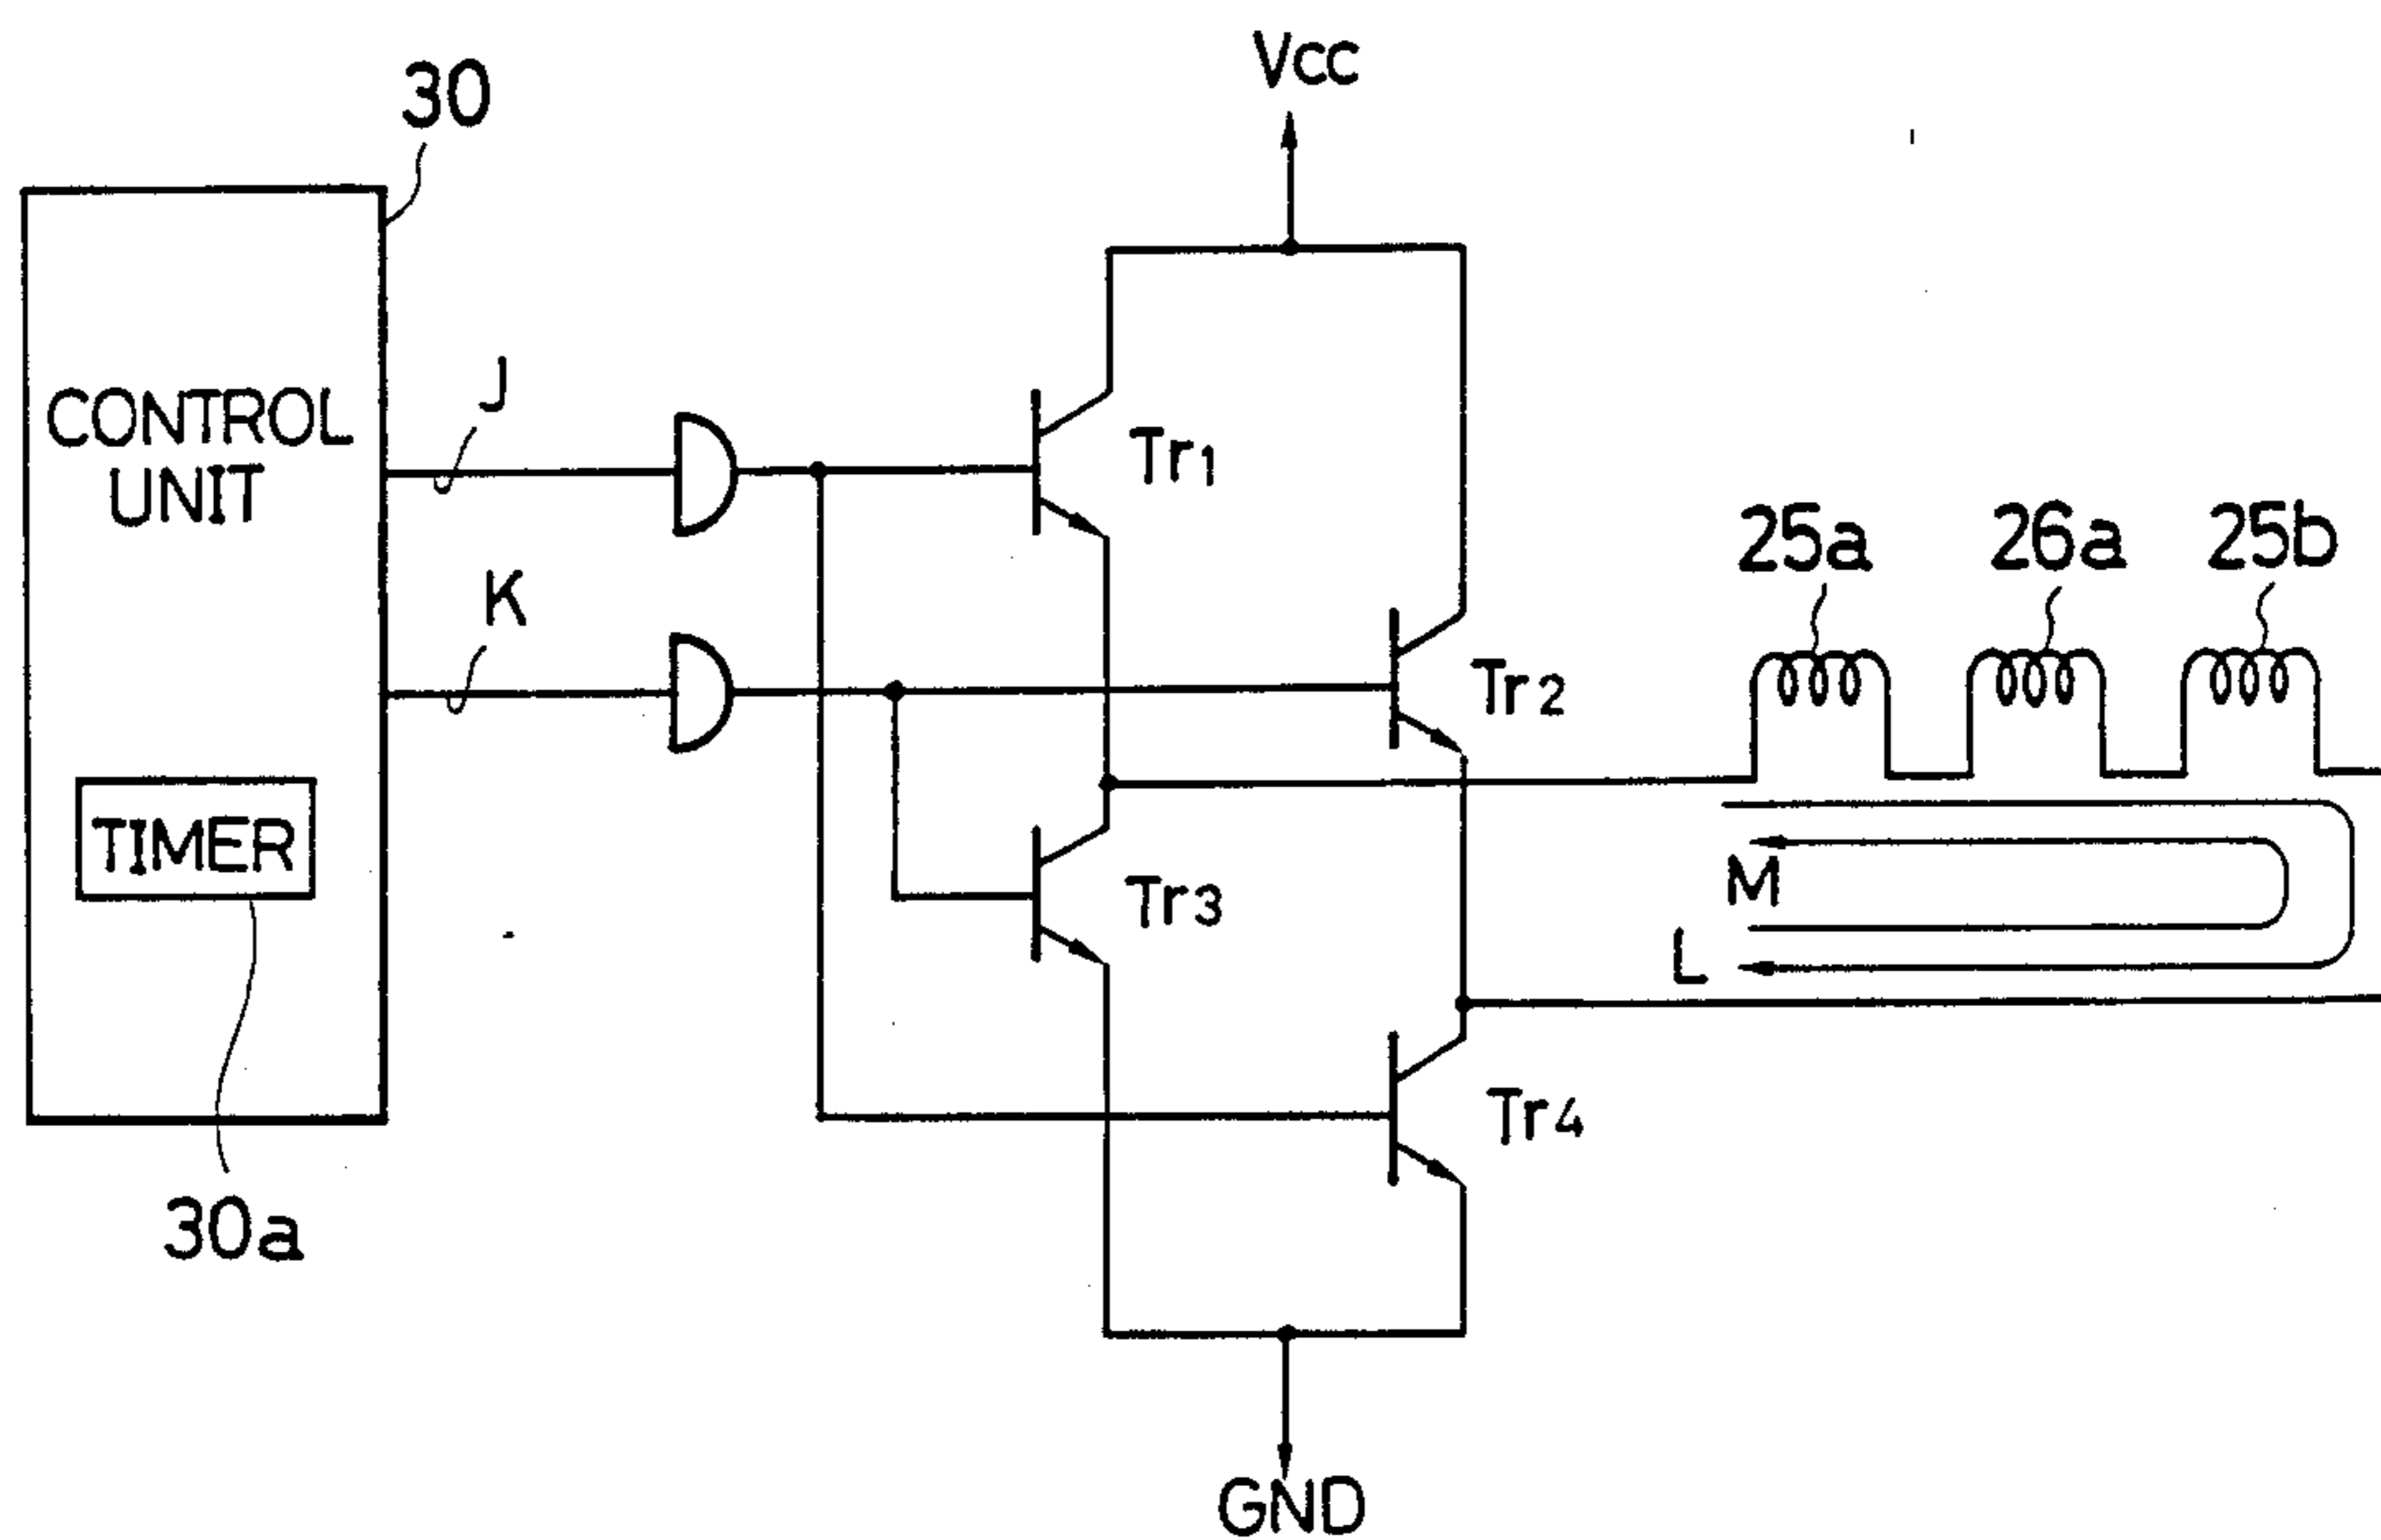 Vcc
30
J
CONTROL
UNIT
Tr1
K
25a
26a
25b
Tr2
TIMER
Tr3
M
L
Tr4
30a
GND